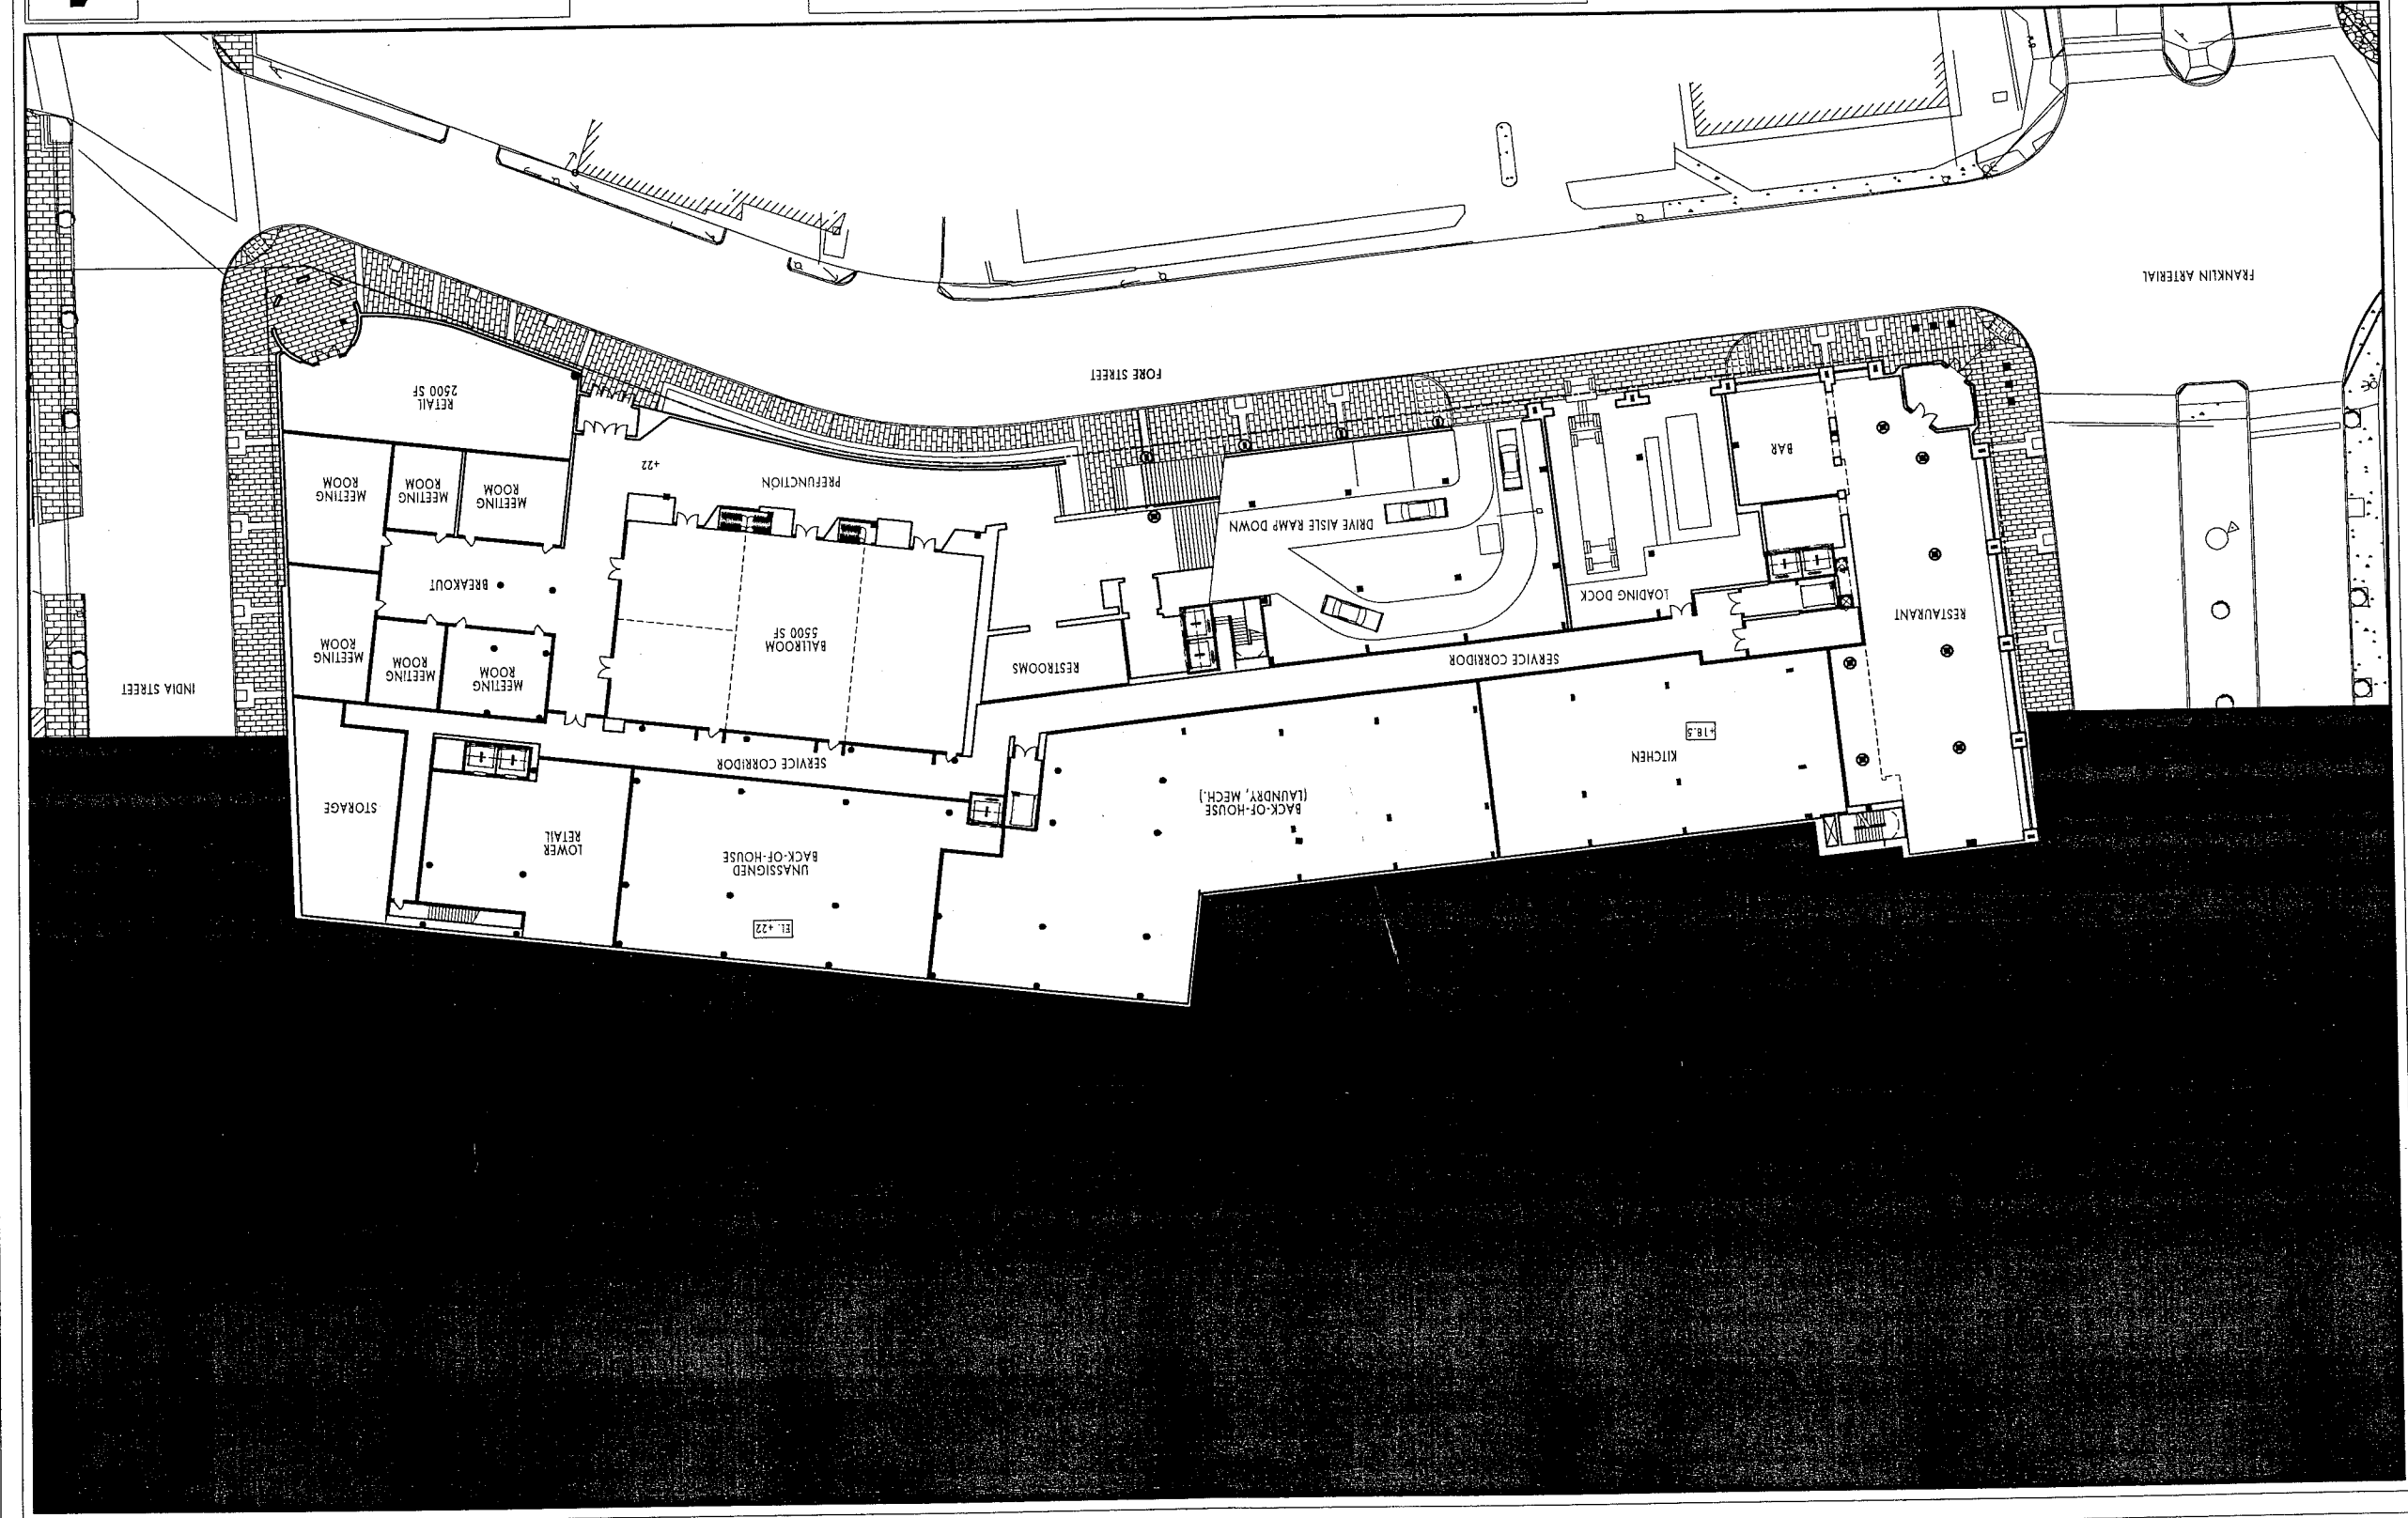 STORAGE
LOWER
RETAIL
UNASSIGNED
BACK-OF-HOUSE
EL. +22
BACK-OF-HOUSE
(LAUNDRY, MECH.)
KITCHEN
+18.5
SERVICE CORRIDOR
SERVICE CORRIDOR
INDIA STREET
MEETING
ROOM
MEETING
ROOM
MEETING
ROOM
BREAKOUT
MEETING
ROOM
MEETING
ROOM
MEETING
ROOM
BALLROOM
5500 SF
RESTROOMS
LOADING DOCK
RESTAURANT
DRIVE AISLE RAMP DOWN
PREFUNCTION
+22
BAR
RETAIL
2500 SF
FORE STREET
FRANKLIN ARTERIAL